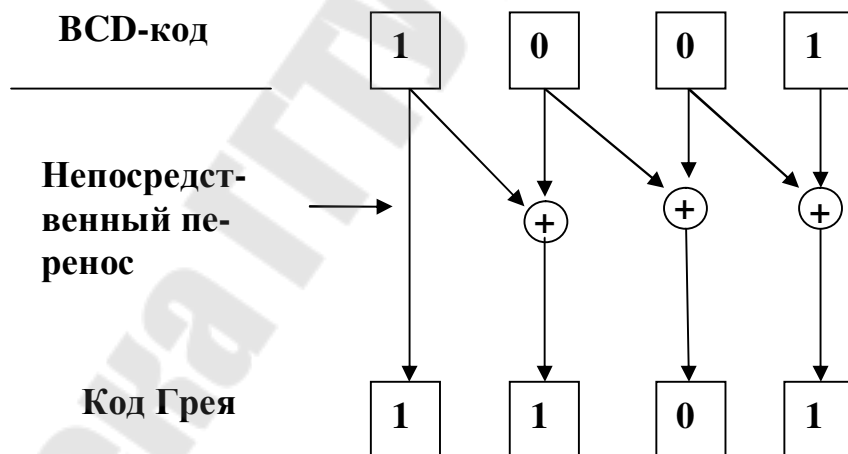 BCD-код
1 0 0 1
Непосредст-
венный пе-
ренос
+ + +
Код Грея
1 1 0 1